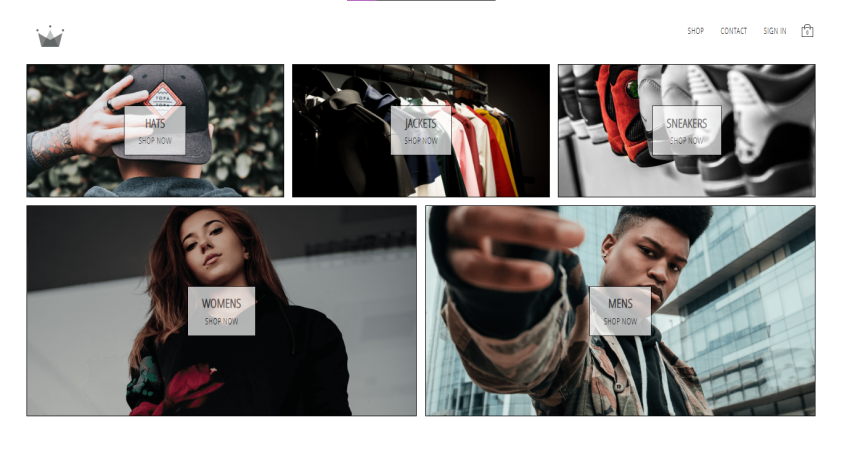 SHOP
CONTACT
SIGN IN
0
HATS
SHOP NOW
JACKETS
SHOP NOW
SNEAKERS
SHOP NOW
WOMENS
SHOP NOW
MENS
SHOP NOW